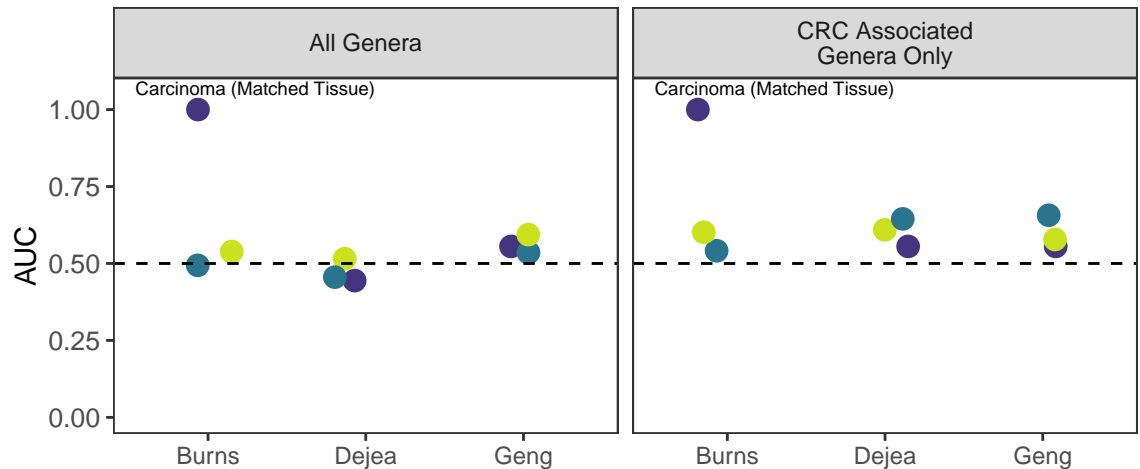 All Genera
CRC Associated
Genera Only
Carcinoma (Matched Tissue)
Carcinoma (Matched Tissue)
AUC
1.00
0.75
0.50
0.25
0.00
Burns Dejea Geng
Burns Dejea Geng